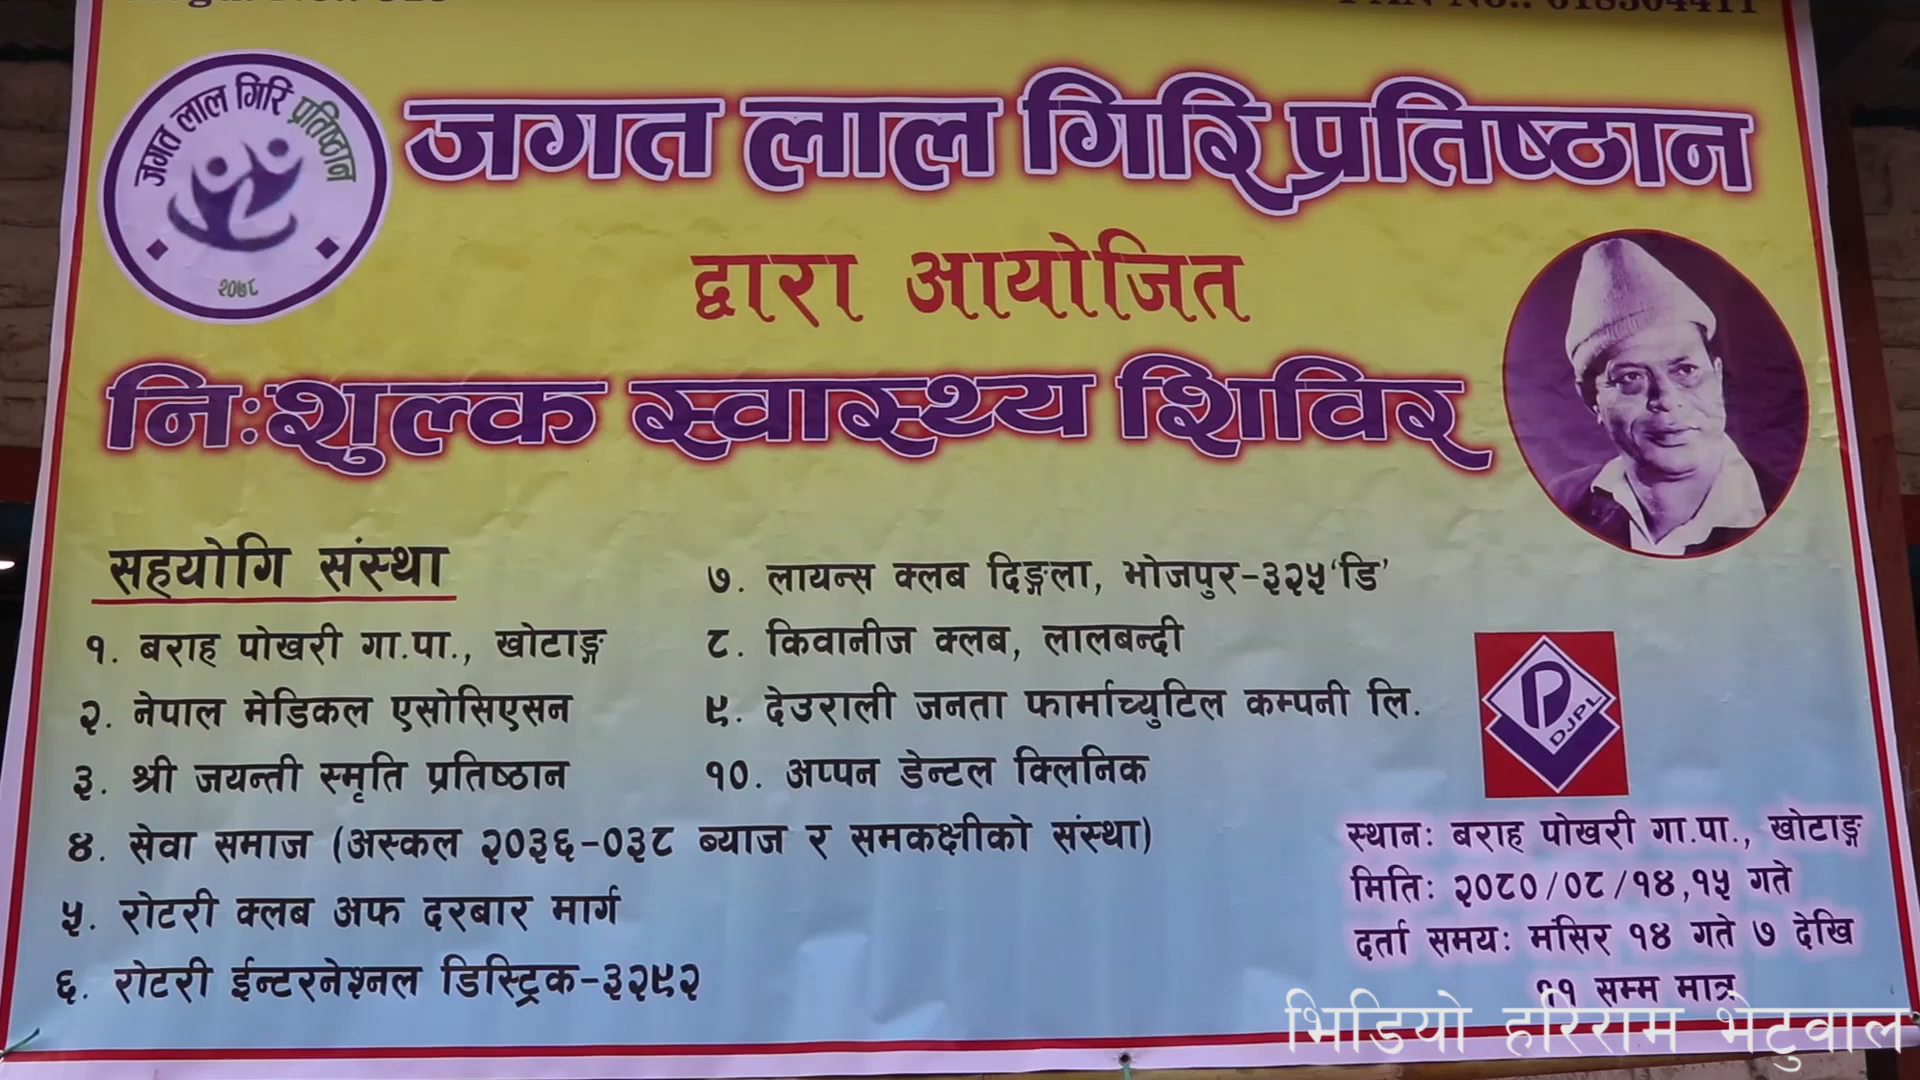 जगत लाल गिरि प्रतिष्ठान
२०७८
जगत लाल गिरि प्रतिष्ठान
द्वारा आयोजित
निःशुल्क स्वास्थ्य शिविर
सहयोगि संस्था
१. बराह पोखरी गा.पा., खोटाङ्ग
२. नेपाल मेडिकल एसोसिएसन
३. श्री जयन्ती स्मृति प्रतिष्ठान
४. सेवा समाज (अस्कल २०३६-०३८ ब्याज र समकक्षीको संस्था)
५. रोटरी क्लब अफ दरबार मार्ग
६. रोटरी ईन्टरनेश्नल डिस्ट्रिक-३२९२
७. लायन्स क्लब दिङ्गला, भोजपुर-३२५‘डि’
८. किवानीज क्लब, लालबन्दी
९. देउराली जनता फार्माच्युटिल कम्पनी लि.
१०. अप्पन डेन्टल क्लिनिक
DJPL
स्थानः बराह पोखरी गा.पा., खोटाङ्ग
मितिः २०८०/०८/१४,१५ गते
दर्ता समयः मंसिर १४ गते ७ देखि
११ सम्म मात्र
भिडियो हरिराम भेटुवाल